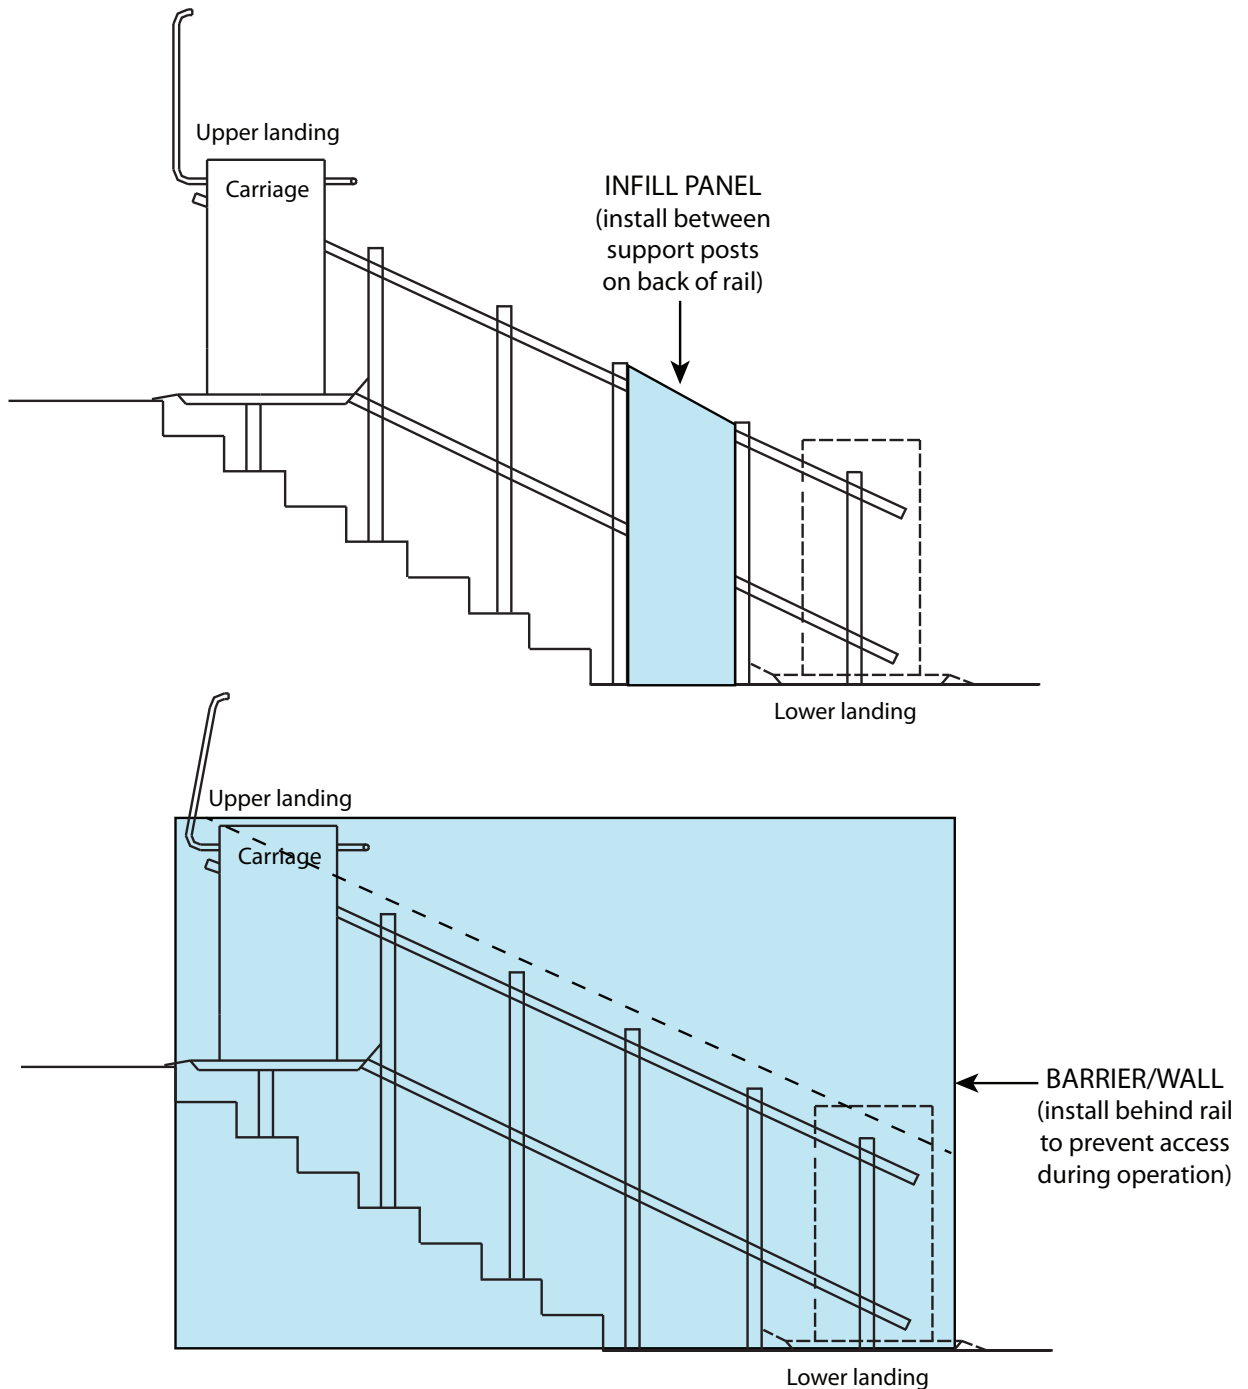 Upper landing
Carriage
INFILL PANEL
(install between
support posts
on back of rail)
Lower landing
Upper landing
Carriage
BARRIER/WALL
(install behind rail
to prevent access
during operation)
Lower landing